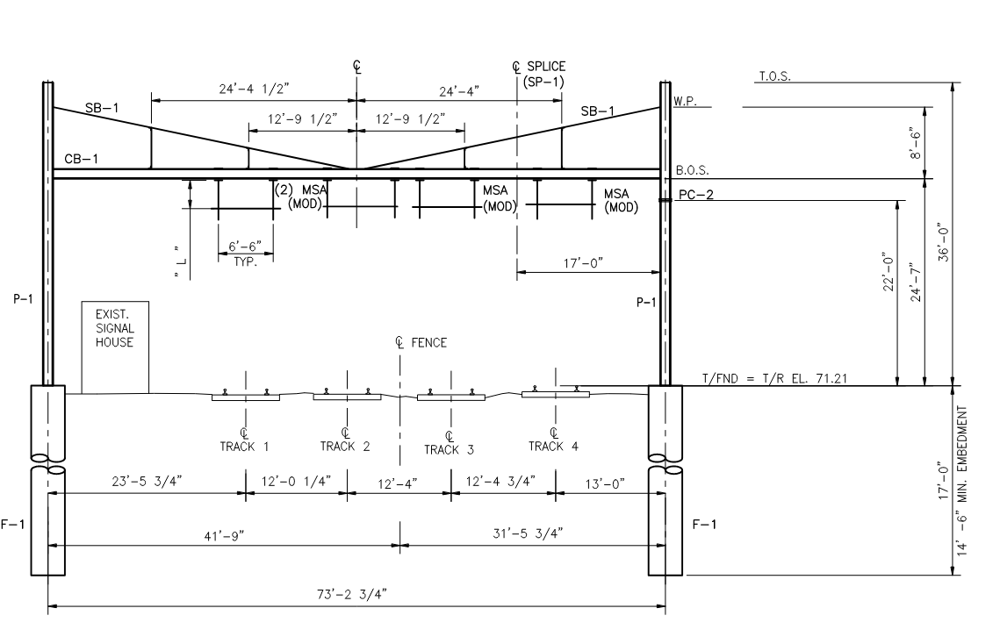 ℄
℄ SPLICE
(SP-1)
T.O.S.
24'-4 1/2"
24'-4"
W.P.
SB-1
SB-1
12'-9 1/2"
12'-9 1/2"
8'-6"
CB-1
B.O.S.
(2) MSA
(MOD)
MSA
(MOD)
MSA
(MOD)
PC-2
6'-6"
TYP.
" L "
17'-0"
36'-0"
22'-0"
24'-7"
P-1
P-1
EXIST.
SIGNAL
HOUSE
℄ FENCE
T/FND = T/R EL. 71.21
℄
TRACK 1
℄
TRACK 2
℄
TRACK 3
℄
TRACK 4
17'-0"
14' -6" MIN. EMBEDMENT
23'-5 3/4"
12'-0 1/4"
12'-4"
12'-4 3/4"
13'-0"
F-1
F-1
41'-9"
31'-5 3/4"
73'-2 3/4"